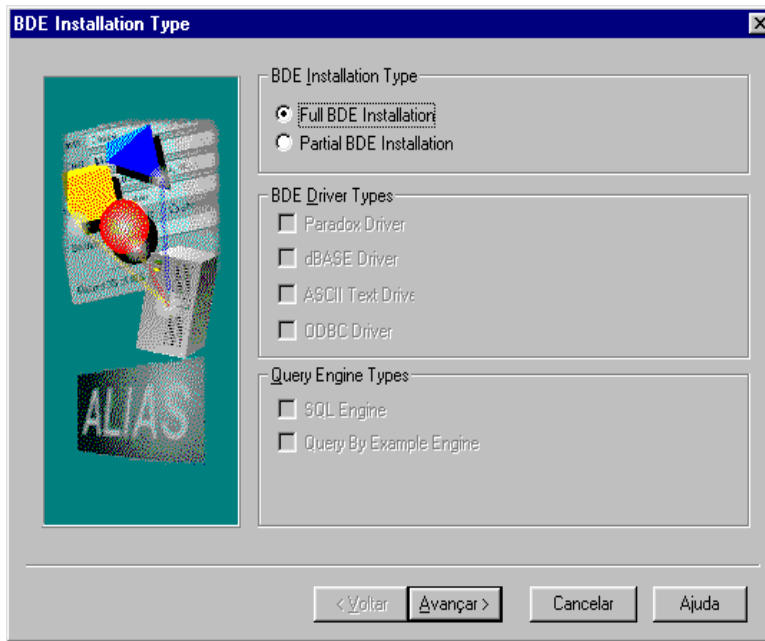 BDE Installation Type
BDE Installation Type
Full BDE Installation
Partial BDE Installation
BDE Driver Types
Paradox Driver
dBASE Driver
ASCII Text Drive
ODBC Driver
Query Engine Types
SQL Engine
Query By Example Engine
ALIAS
< Voltar Avançar > Cancelar Ajuda